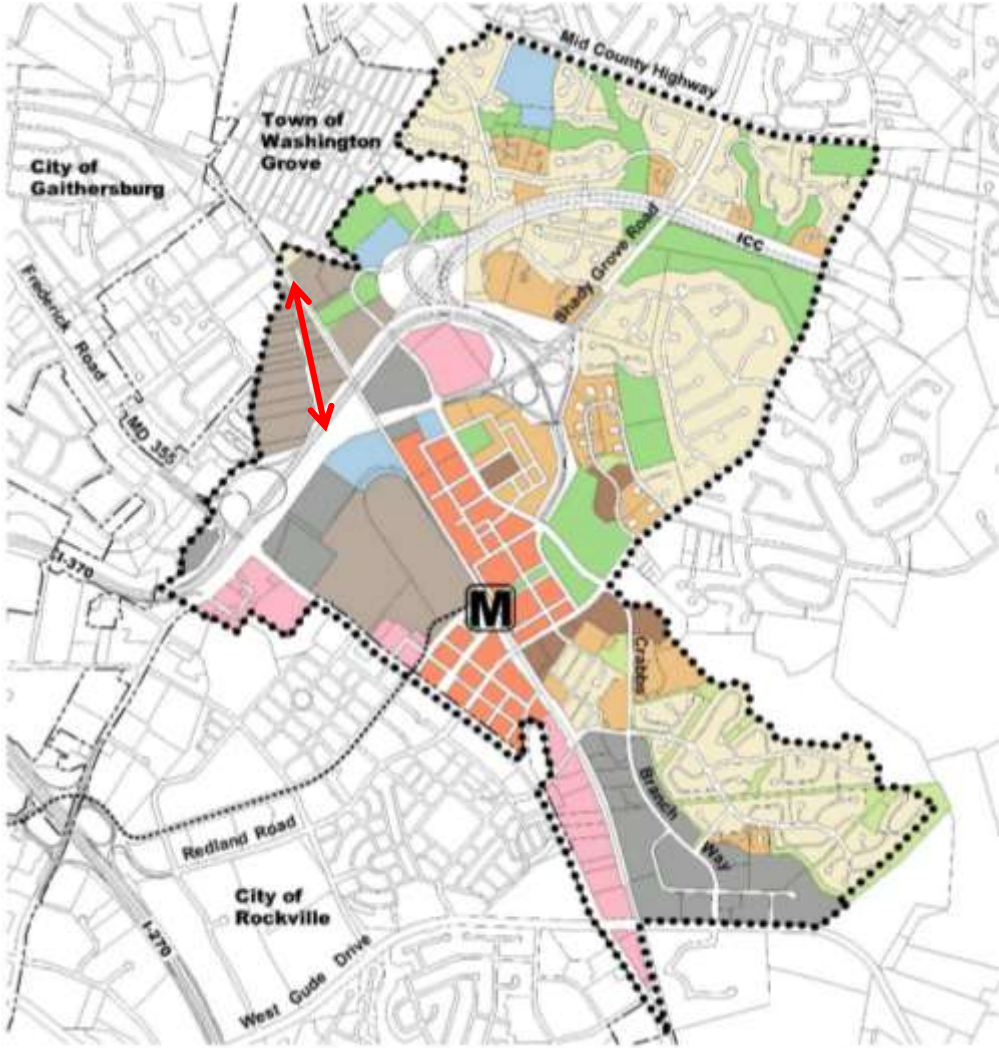 Mid County Highway
Town of
Washington
Grove
City of
Gaithersburg
ICC
Shady Grove Road
Frederick
Road
MD 355
I-370
M
Crabbs
Branch
Way
Redland Road
City of
Rockville
I-270
West Gude Drive